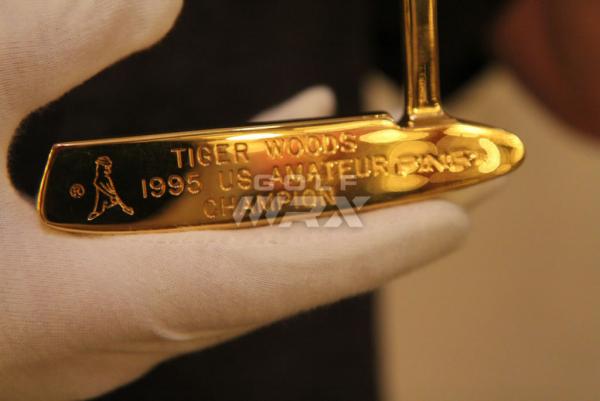 TIGER WOODS
1995 US AMATEUR
CHAMPION
PING
®
GOLF
WRX